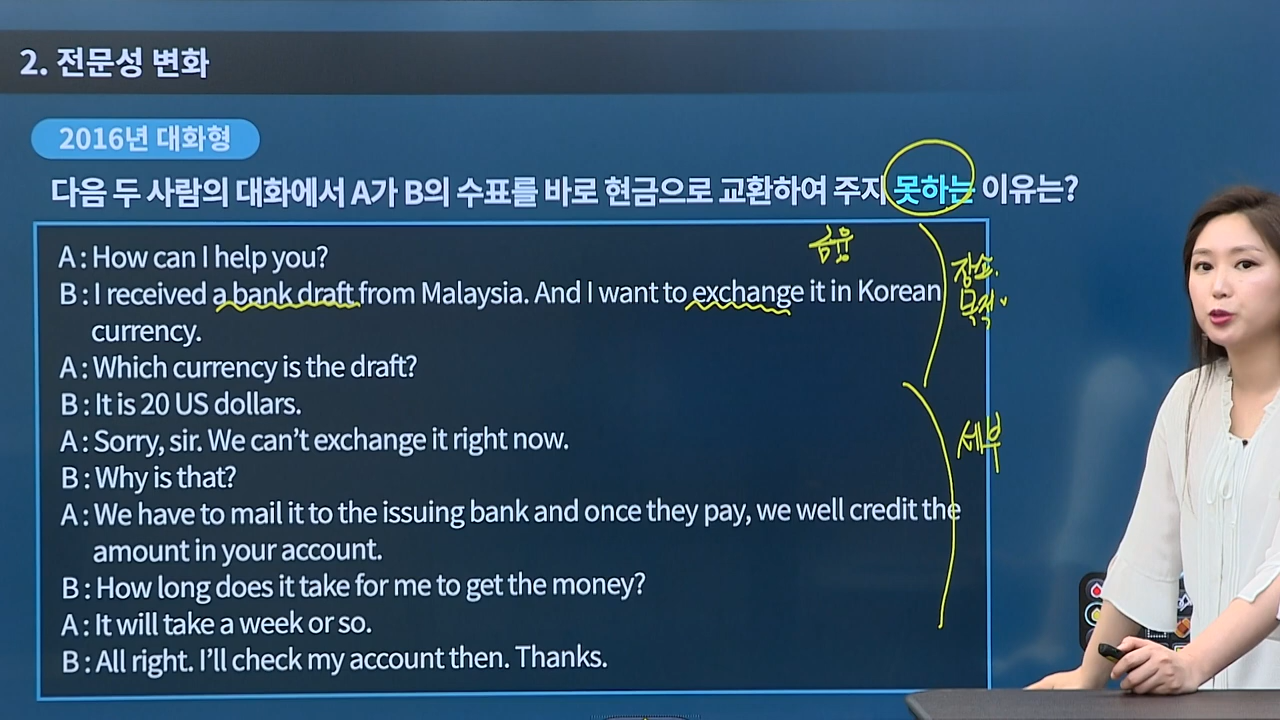 2. 전문성 변화
2016년 대화형
다음 두 사람의 대화에서 A가 B의 수표를 바로 현금으로 교환하여 주지 못하는 이유는?
금융
A : How can I help you?
장소.
B : I received a bank draft from Malaysia. And I want to exchange it in Korean
목적
currency.
A : Which currency is the draft?
B : It is 20 US dollars.
A : Sorry, sir. We can't exchange it right now.
세부
B : Why is that?
A : We have to mail it to the issuing bank and once they pay, we well credit the
amount in your account.
B : How long does it take for me to get the money?
A : It will take a week or so.
B : All right. I'll check my account then. Thanks.